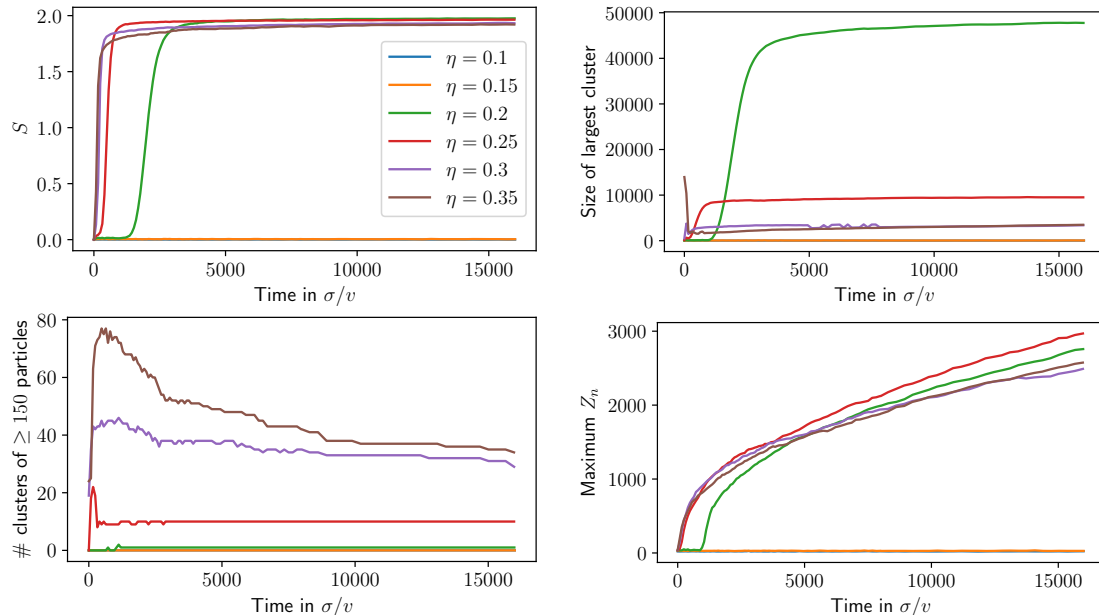 2.0
1.5
1.0
0.5
0.0
S
0
5000
10000
15000
Time in σ/v
η = 0.1
η = 0.15
η = 0.2
η = 0.25
η = 0.3
η = 0.35
50000
40000
30000
20000
10000
0
Size of largest cluster
0
5000
10000
15000
Time in σ/v
80
60
40
20
0
# clusters of ≥ 150 particles
0
5000
10000
15000
Time in σ/v
3000
2000
1000
0
Maximum Zₙ
0
5000
10000
15000
Time in σ/v